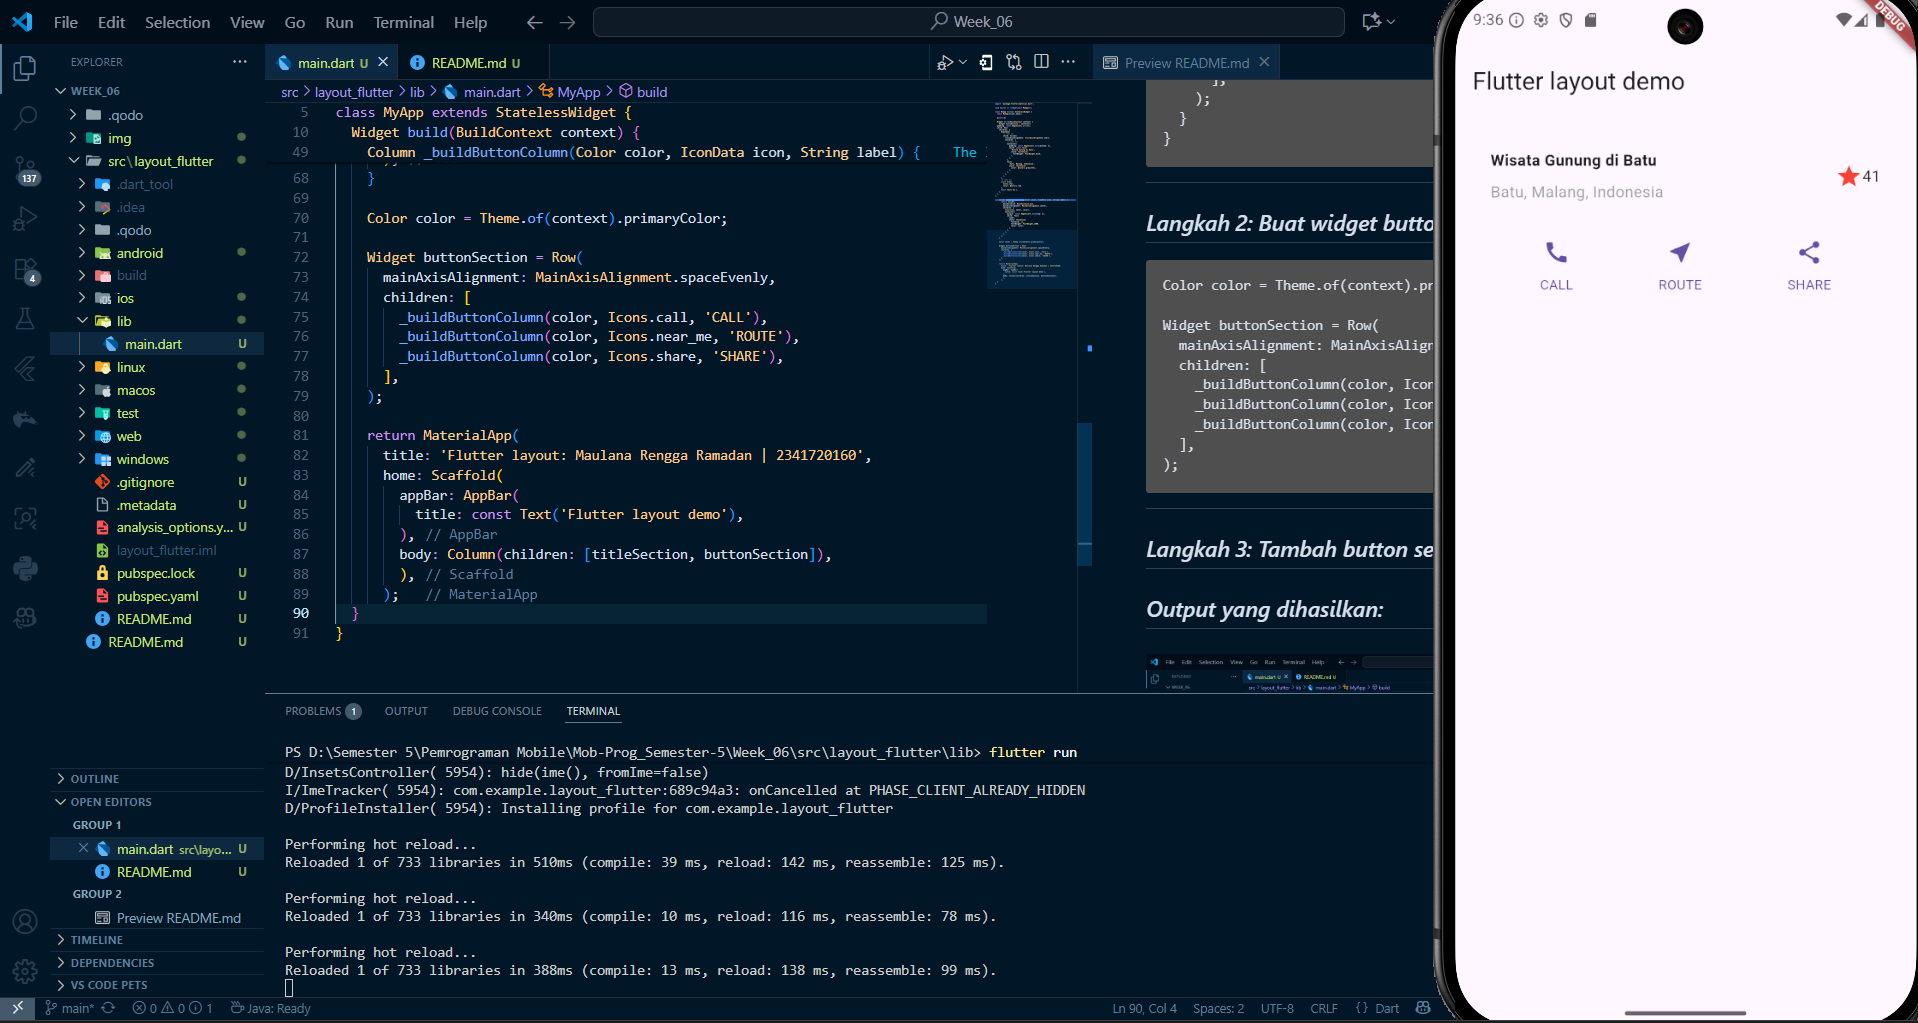 File Edit Selection View Go Run Terminal Help
Week_06
EXPLORER
WEEK_06
.qodo
img
src\layout_flutter
.dart_tool
.idea
.qodo
android
build
ios
lib
main.dart U
linux
macos
test
web
windows
.gitignore U
.metadata U
analysis_options.y... U
layout_flutter.iml
pubspec.lock U
pubspec.yaml U
README.md U
README.md U
137
4
OUTLINE
OPEN EDITORS
GROUP 1
main.dart src\layo... U
README.md U
GROUP 2
Preview README.md
TIMELINE
DEPENDENCIES
VS CODE PETS
main.dart U
README.md U
src > layout_flutter > lib > main.dart > MyApp > build
5 class MyApp extends StatelessWidget {
10 Widget build(BuildContext context) {
49 Column _buildButtonColumn(Color color, IconData icon, String label) { The
68 }
69
70 Color color = Theme.of(context).primaryColor;
71
72 Widget buttonSection = Row(
73 mainAxisAlignment: MainAxisAlignment.spaceEvenly,
74 children: [
75 _buildButtonColumn(color, Icons.call, 'CALL'),
76 _buildButtonColumn(color, Icons.near_me, 'ROUTE'),
77 _buildButtonColumn(color, Icons.share, 'SHARE'),
78 ],
79 );
80
81 return MaterialApp(
82 title: 'Flutter layout: Maulana Rengga Ramadan | 2341720160',
83 home: Scaffold(
84 appBar: AppBar(
85 title: const Text('Flutter layout demo'),
86 ), // AppBar
87 body: Column(children: [titleSection, buttonSection]),
88 ), // Scaffold
89 ); // MaterialApp
90 }
91 }
PROBLEMS 1 OUTPUT DEBUG CONSOLE TERMINAL
PS D:\Semester 5\Pemrograman Mobile\Mob-Prog_Semester-5\Week_06\src\layout_flutter\lib> flutter run
D/InsetsController( 5954): hide(ime(), fromIme=false)
I/ImeTracker( 5954): com.example.layout_flutter:689c94a3: onCancelled at PHASE_CLIENT_ALREADY_HIDDEN
D/ProfileInstaller( 5954): Installing profile for com.example.layout_flutter
Performing hot reload...
Reloaded 1 of 733 libraries in 510ms (compile: 39 ms, reload: 142 ms, reassemble: 125 ms).
Performing hot reload...
Reloaded 1 of 733 libraries in 340ms (compile: 10 ms, reload: 116 ms, reassemble: 78 ms).
Performing hot reload...
Reloaded 1 of 733 libraries in 388ms (compile: 13 ms, reload: 138 ms, reassemble: 99 ms).
Preview README.md
],
);
}
}
Langkah 2: Buat widget butto
Color color = Theme.of(context).pr
Widget buttonSection = Row(
mainAxisAlignment: MainAxisAlign
children: [
_buildButtonColumn(color, Icon
_buildButtonColumn(color, Icon
_buildButtonColumn(color, Icon
],
);
Langkah 3: Tambah button se
Output yang dihasilkan:
File Edit Selection View Go Run Terminal Help
main.dart U README.md U
main* 0 0 1 Java: Ready
Ln 90, Col 4 Spaces: 2 UTF-8 CRLF {} Dart
9:36
DEBUG
Flutter layout demo
Wisata Gunung di Batu
Batu, Malang, Indonesia
41
CALL ROUTE SHARE